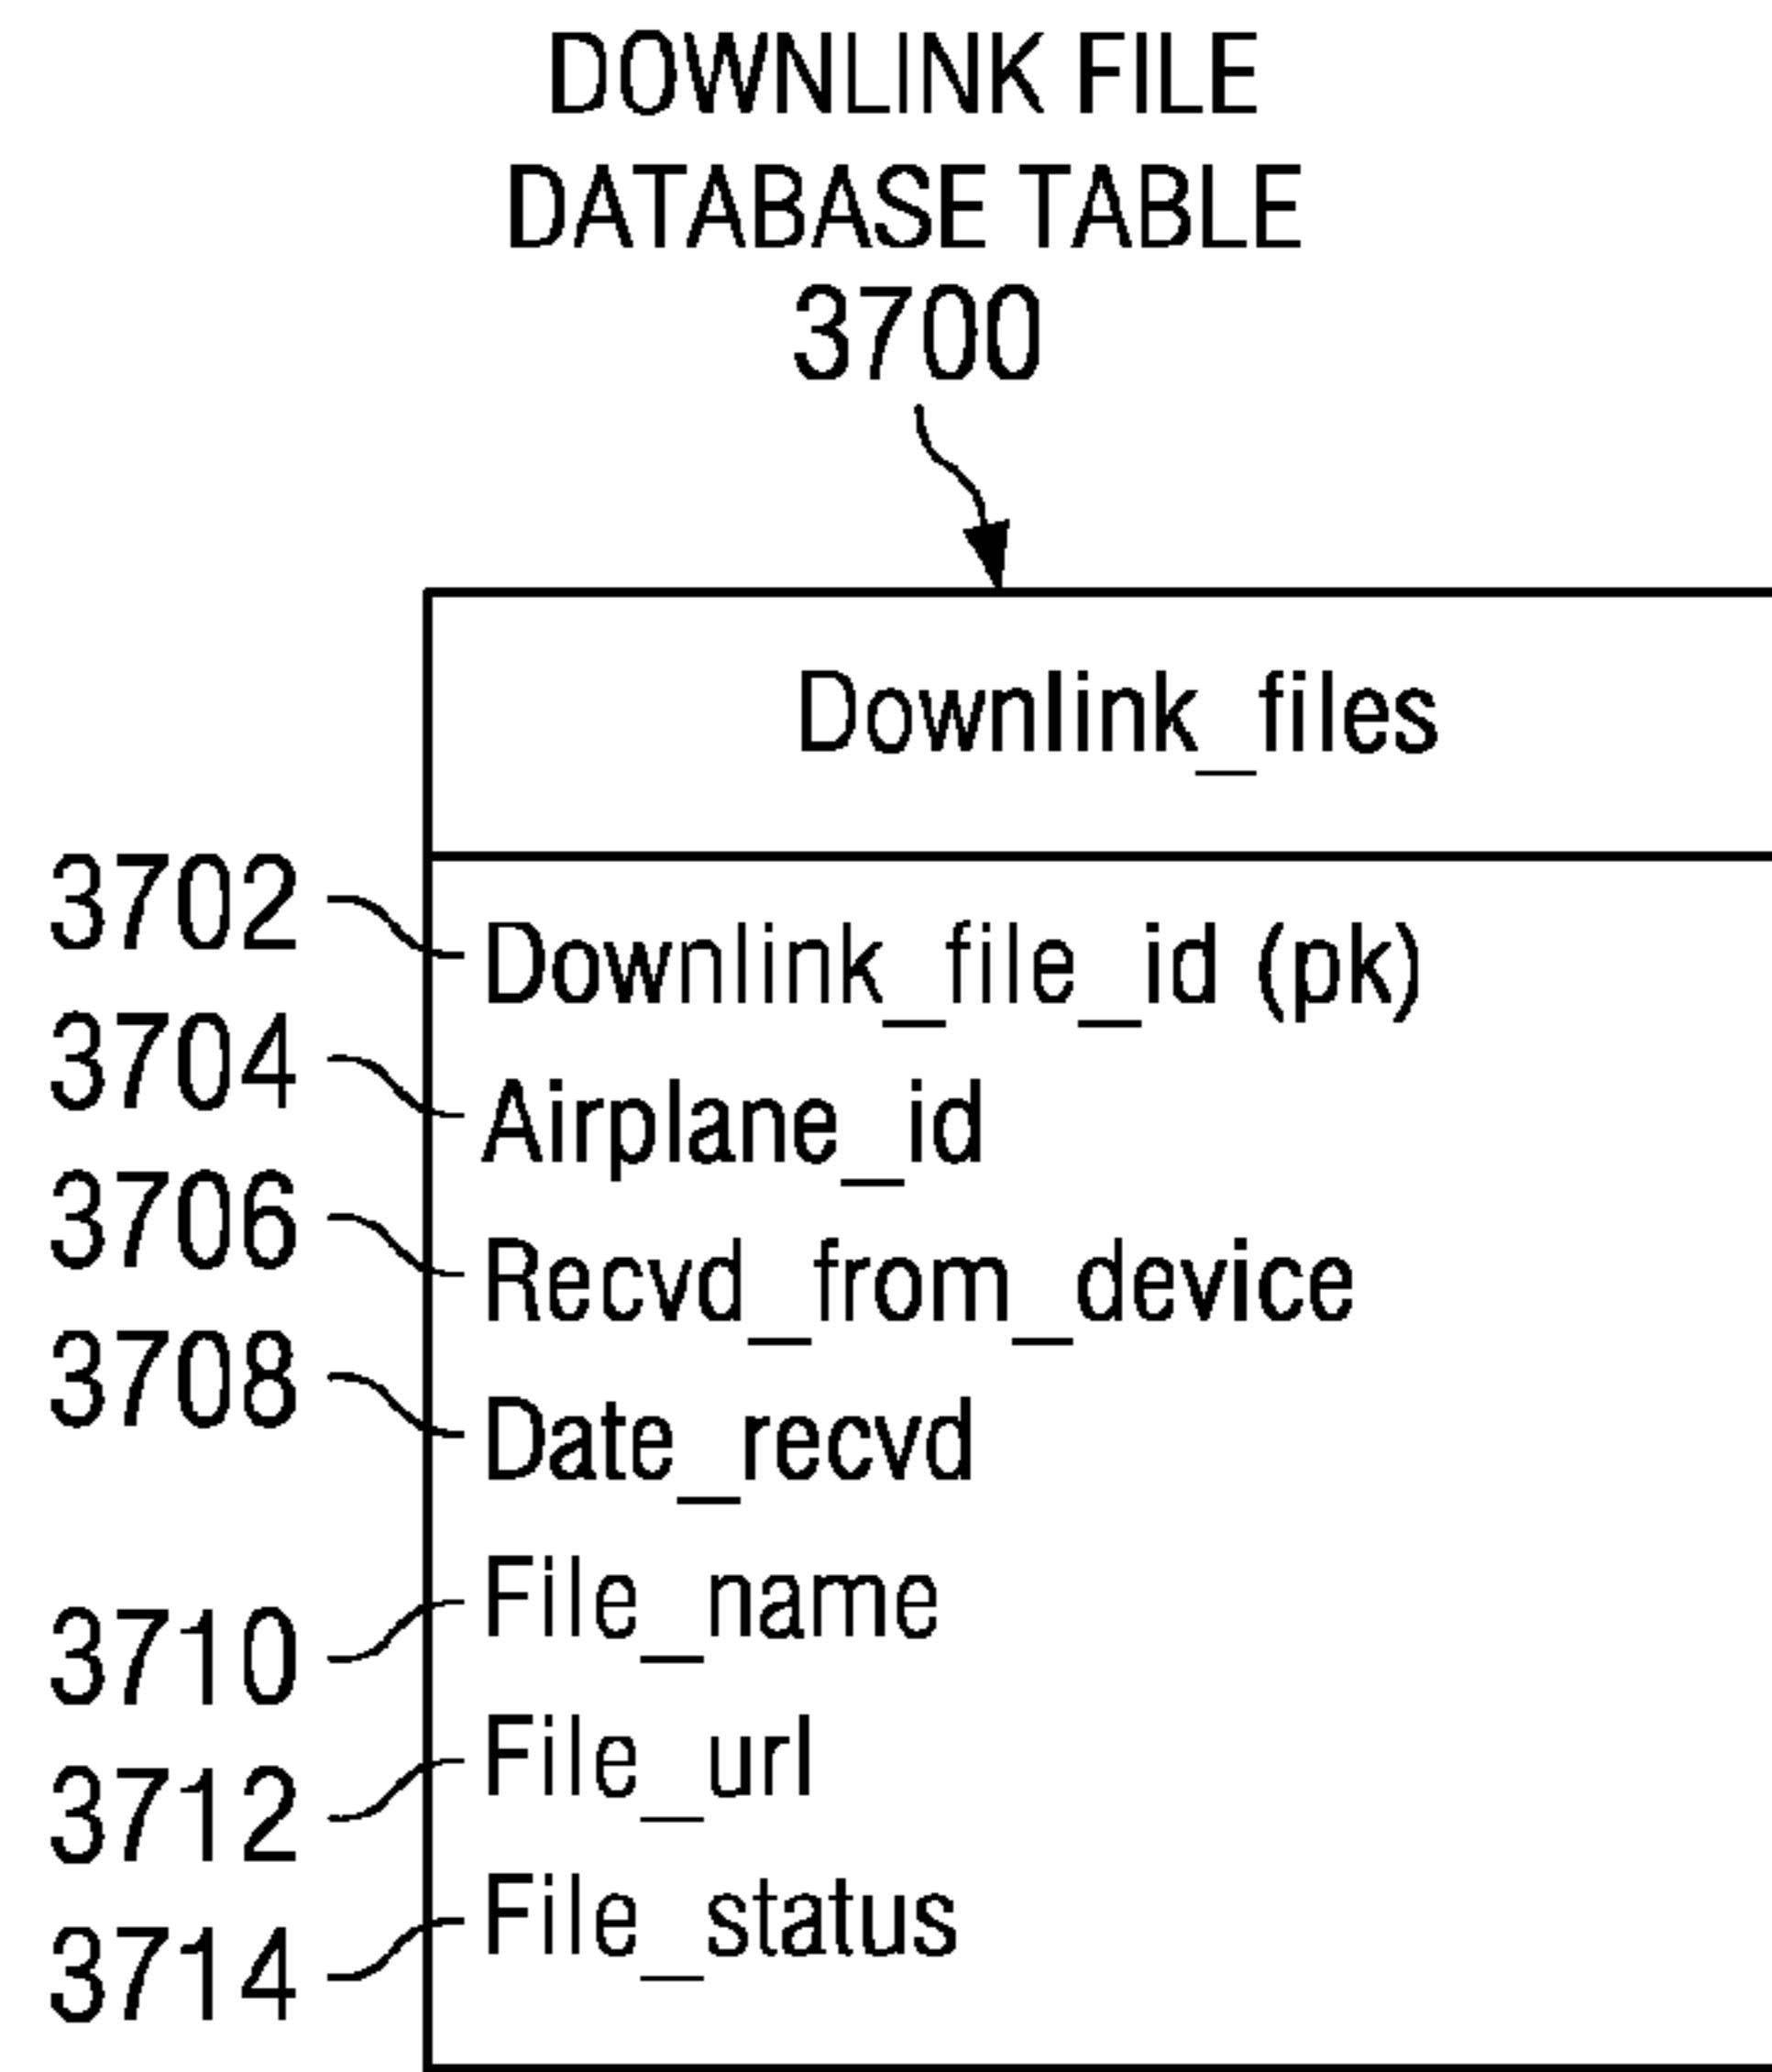 DOWNLINK FILE
DATABASE TABLE
3700
Downlink_files
3702 Downlink_file_id (pk)
3704 Airplane_id
3706 Recvd_from_device
3708 Date_recvd
3710 File_name
3712 File_url
3714 File_status